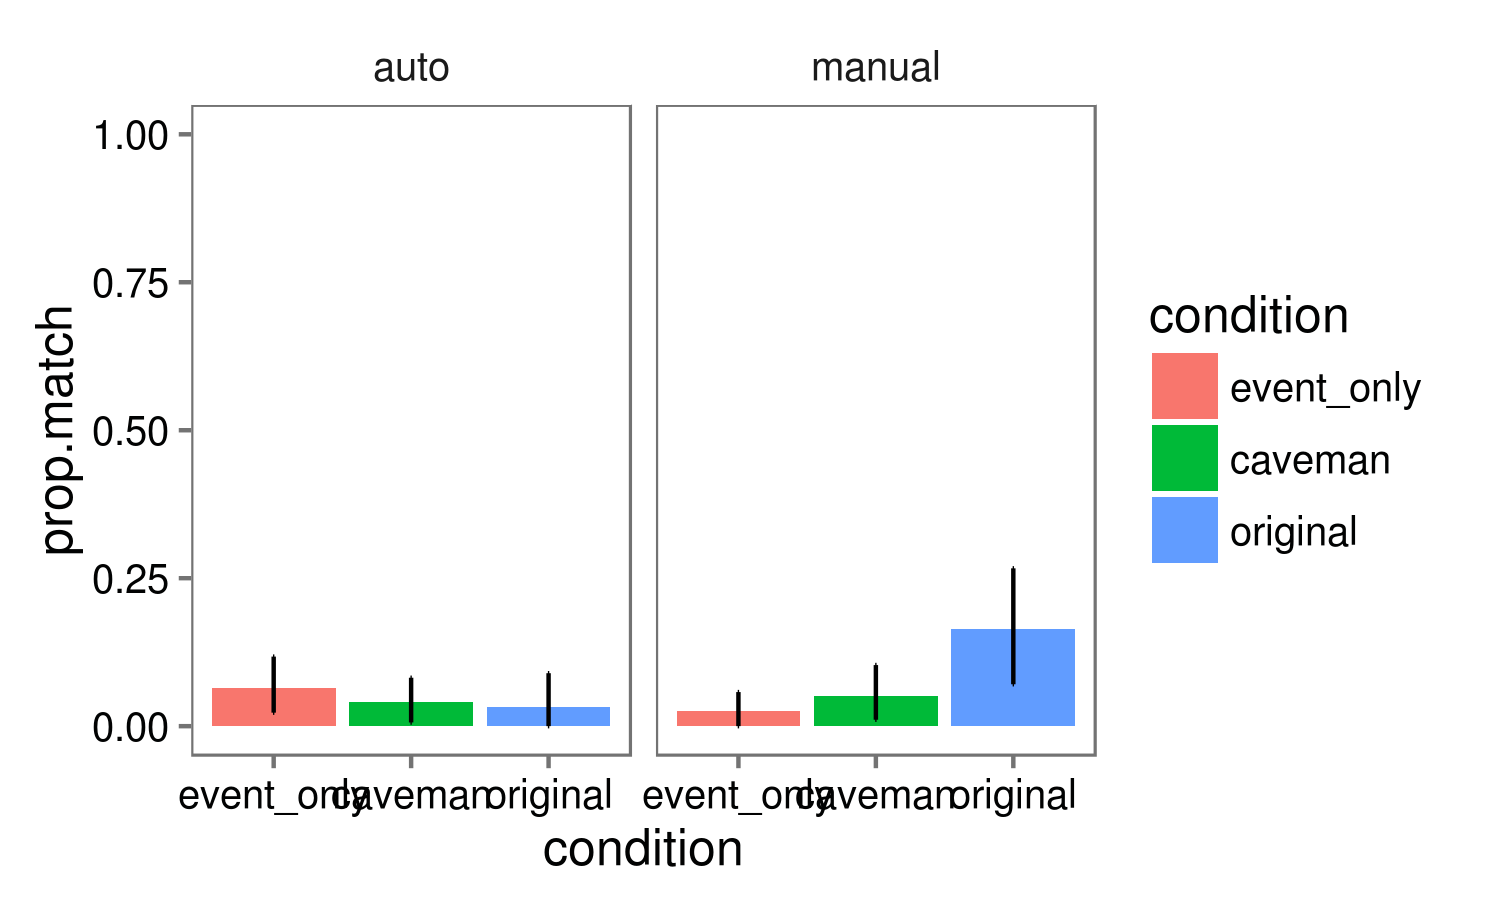 auto manual
1.00
0.75
0.50
0.25
0.00
prop.match
event_only caveman original event_only caveman original
condition
condition
event_only
caveman
original